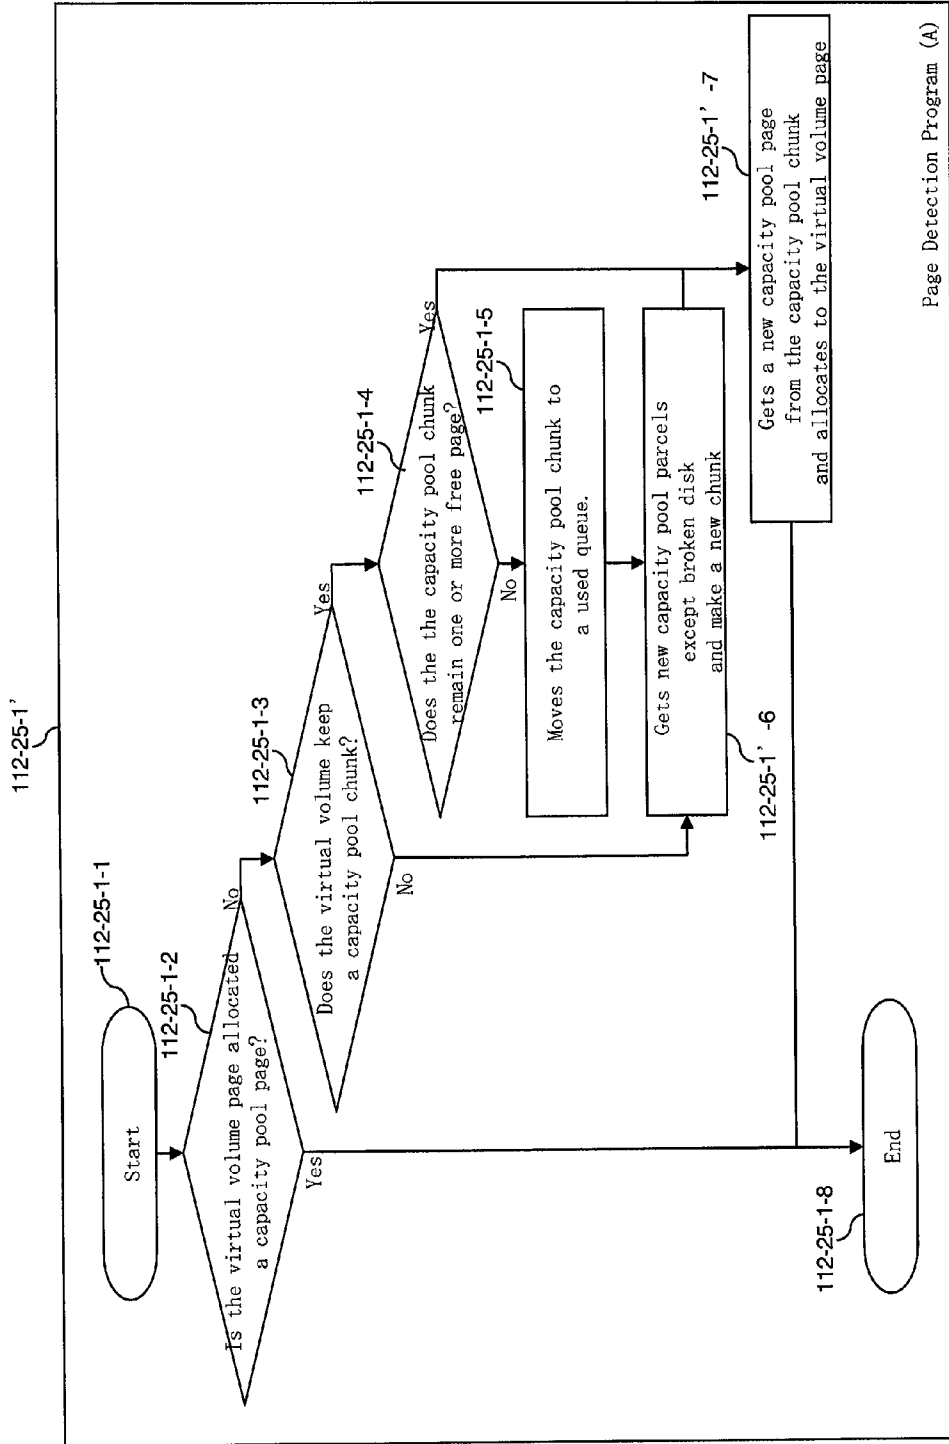 112-25-1'
112-25-1-1
Start
112-25-1-2
Is the virtual volume page allocated
a capacity pool page?
No
Yes
112-25-1-3
Does the virtual volume keep
a capacity pool chunk?
Yes
No
112-25-1-4
Does the the capacity pool chunk
remain one or more free page?
Yes
No
112-25-1-5
Moves the capacity pool chunk to
a used queue.
Gets new capacity pool parcels
except broken disk
and make a new chunk
112-25-1' -6
112-25-1' -7
Gets a new capacity pool page
from the capacity pool chunk
and allocates to the virtual volume page
112-25-1-8
End
Page Detection Program (A)